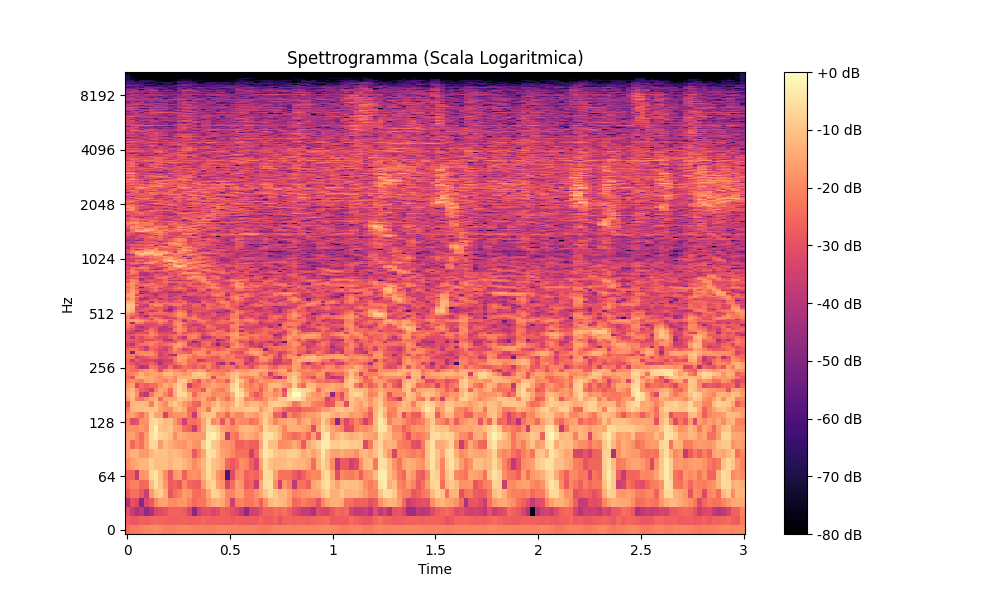 Spettrogramma (Scala Logaritmica)
Hz
8192
4096
2048
1024
512
256
128
64
0
0
0.5
1
1.5
2
2.5
3
Time
+0 dB
-10 dB
-20 dB
-30 dB
-40 dB
-50 dB
-60 dB
-70 dB
-80 dB